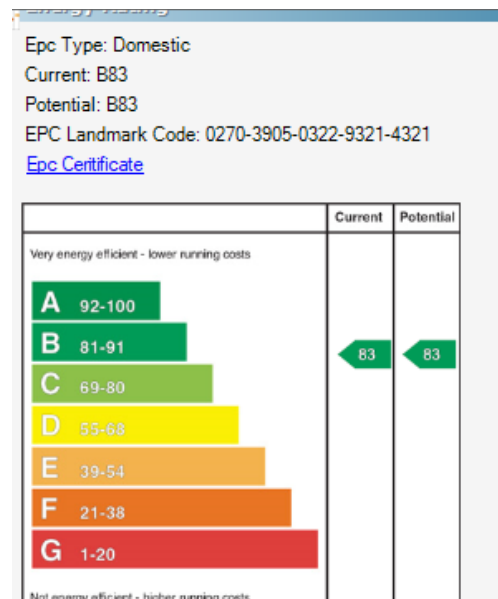 Epc Type: Domestic
Current: B83
Potential: B83
EPC Landmark Code: 0270-3905-0322-9321-4321
Epc Ceritificate
Current Potential
Very energy efficient - lower running costs
A 92-100
B 81-91
83 83
C 69-80
D 55-68
E 39-54
F 21-38
G 1-20
Not energy efficient - higher running costs